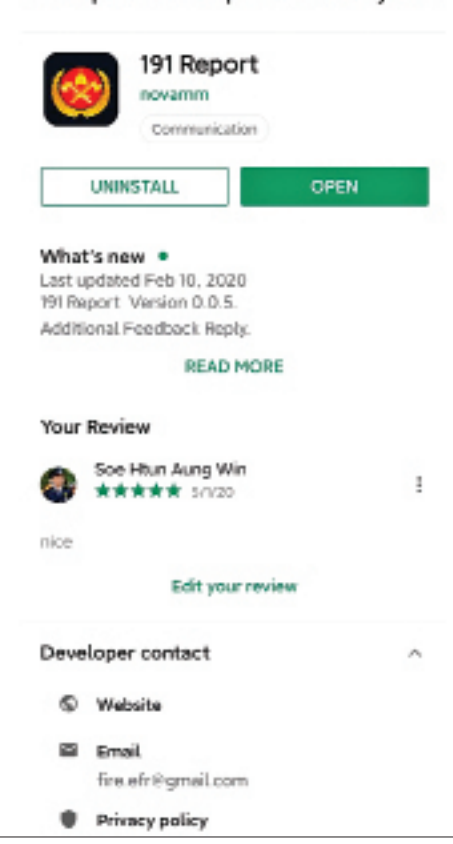 191 Report
novamm
Communication
UNINSTALL
OPEN
What's new
Last updated Feb 10, 2020
191 Report Version 0.0.5.
Additional Feedback Reply.
READ MORE
Your Review
Soe Htun Aung Win
5/1/20
nice
Edit your review
Developer contact
Website
Email
fire.efr@gmail.com
Privacy policy